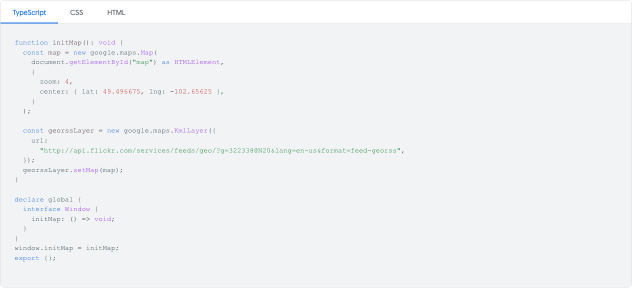 TypeScript CSS HTML
function initMap(): void {
  const map = new google.maps.Map(
    document.getElementById("map") as HTMLElement,
    {
      zoom: 4,
      center: { lat: 49.496675, lng: -102.65625 },
    }
  );
  const georssLayer = new google.maps.KmlLayer({
    url:
      "http://api.flickr.com/services/feeds/geo/?g=322338@N20&lang=en-us&format=feed-georss",
  });
  georssLayer.setMap(map);
}
declare global {
  interface Window {
    initMap: () => void;
  }
}
window.initMap = initMap;
export {};